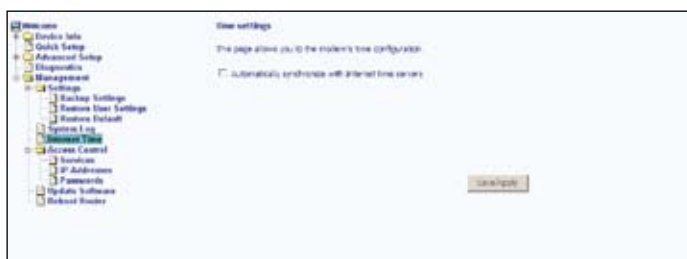 Welcome
Device Info
Quick Setup
Advanced Setup
Diagnostics
Management
Settings
Backup Settings
Restore User Settings
Restore Default
System Log
Internet Time
Access Control
Services
IP Addresses
Passwords
Update Software
Reboot Router
Time settings
This page allows you to the modem's time configuration.
Automatically synchronize with Internet time servers
Save/Apply